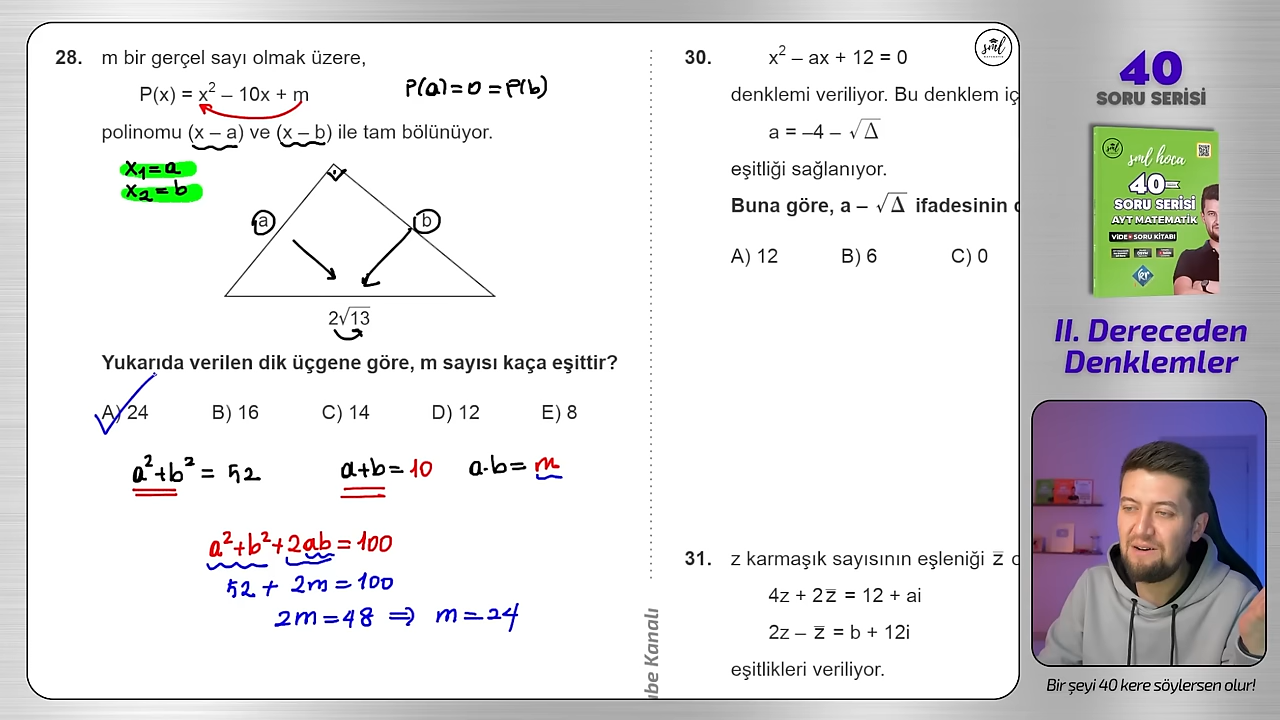 28. m bir gerçel sayı olmak üzere,
P(x) = x² – 10x + m
P(a) = 0 = P(b)
polinomu (x – a) ve (x – b) ile tam bölünüyor.
x₁ = a
x₂ = b
a
b
2√13
Yukarıda verilen dik üçgene göre, m sayısı kaça eşittir?
A) 24 B) 16 C) 14 D) 12 E) 8
a² + b² = 52 a + b = 10 a·b = m
a² + b² + 2ab = 100
52 + 2m = 100
2m = 48 ⇒ m = 24
30. x² – ax + 12 = 0
denklemi veriliyor. Bu denklem iç
a = –4 – √Δ
eşitliği sağlanıyor.
Buna göre, a – √Δ ifadesinin
A) 12 B) 6 C) 0
31. z karmaşık sayısının eşleniği z̅
4z + 2z̅ = 12 + ai
2z – z̅ = b + 12i
eşitlikleri veriliyor.
ube Kanalı
sml
40
SORU SERİSİ
sml hoca
40
SORU SERİSİ
AYT MATEMATİK
VİDEO SORU KİTABI
II. Dereceden
Denklemler
Bir şeyi 40 kere söylersen olur!